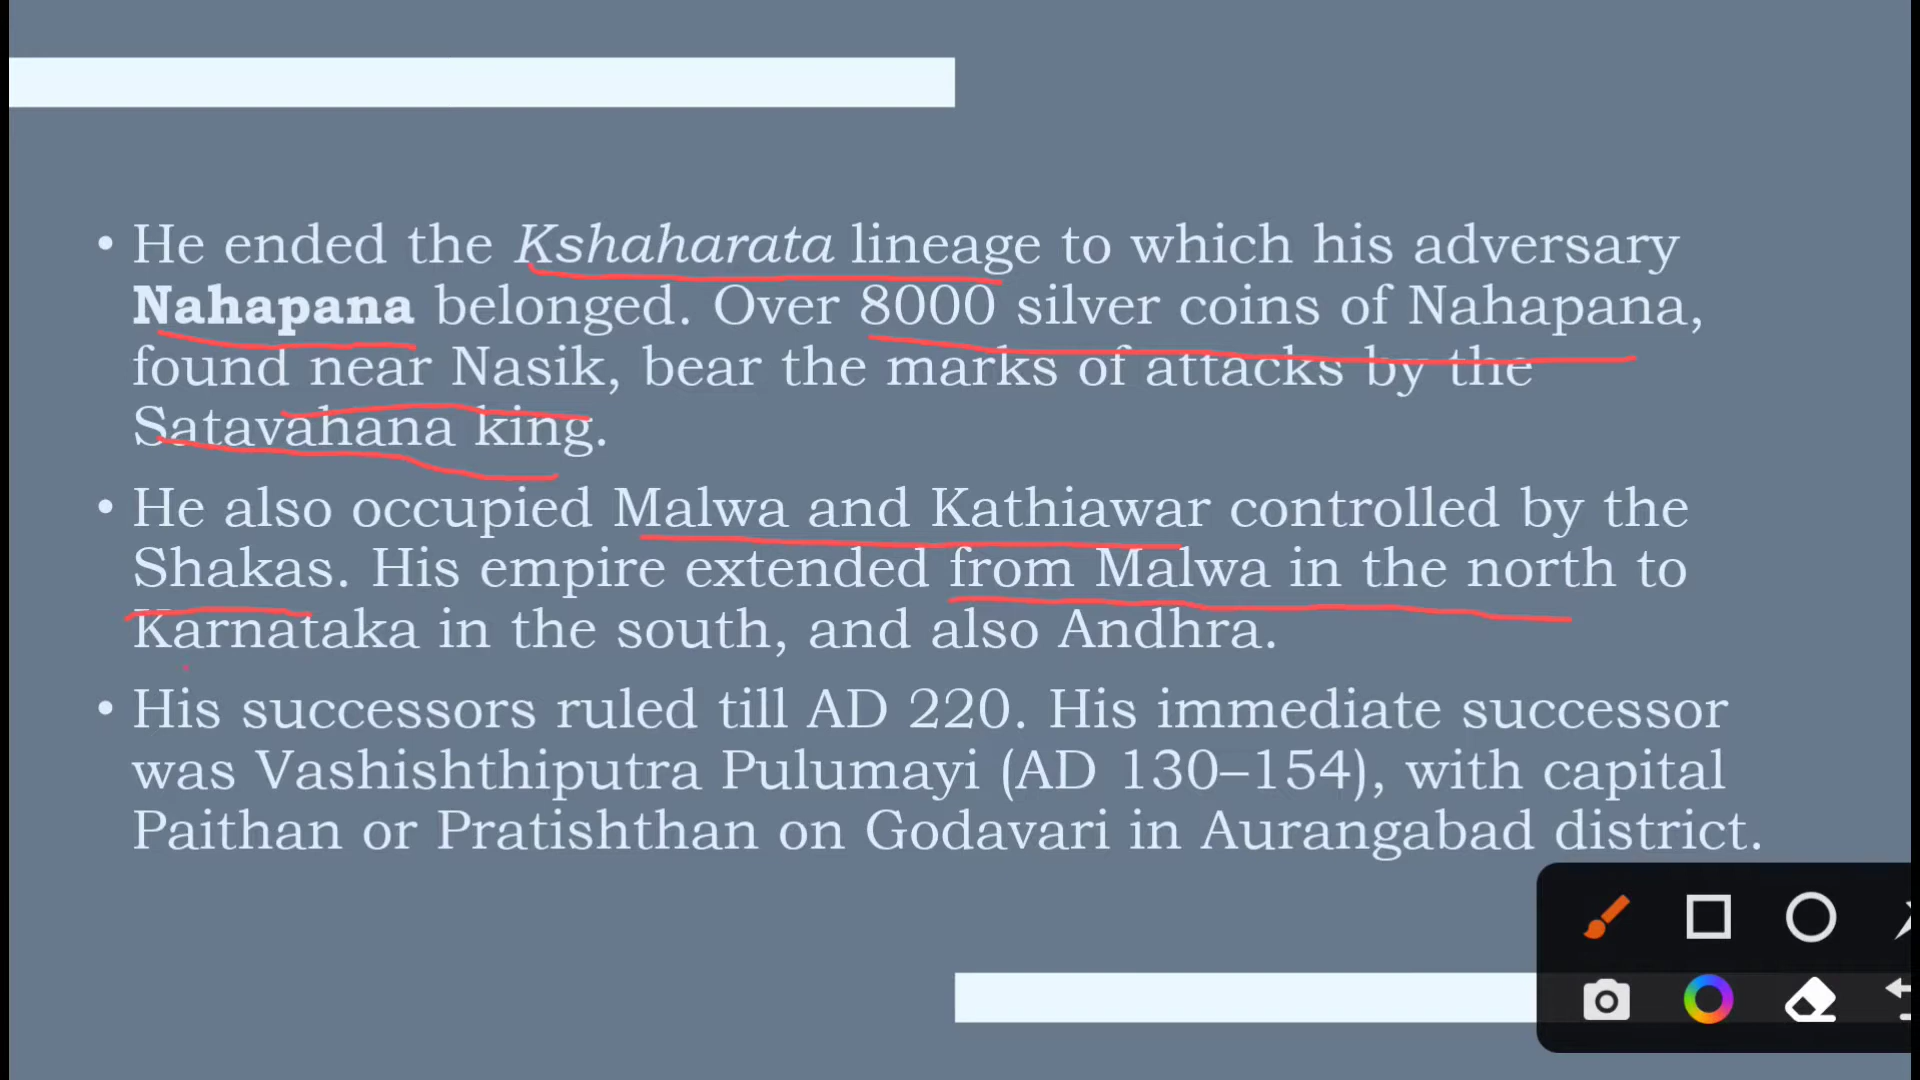 • He ended the Kshaharata lineage to which his adversary
Nahapana belonged. Over 8000 silver coins of Nahapana,
found near Nasik, bear the marks of attacks by the
Satavahana king.
• He also occupied Malwa and Kathiawar controlled by the
Shakas. His empire extended from Malwa in the north to
Karnataka in the south, and also Andhra.
• His successors ruled till AD 220. His immediate successor
was Vashishthiputra Pulumayi (AD 130–154), with capital
Paithan or Pratishthan on Godavari in Aurangabad district.